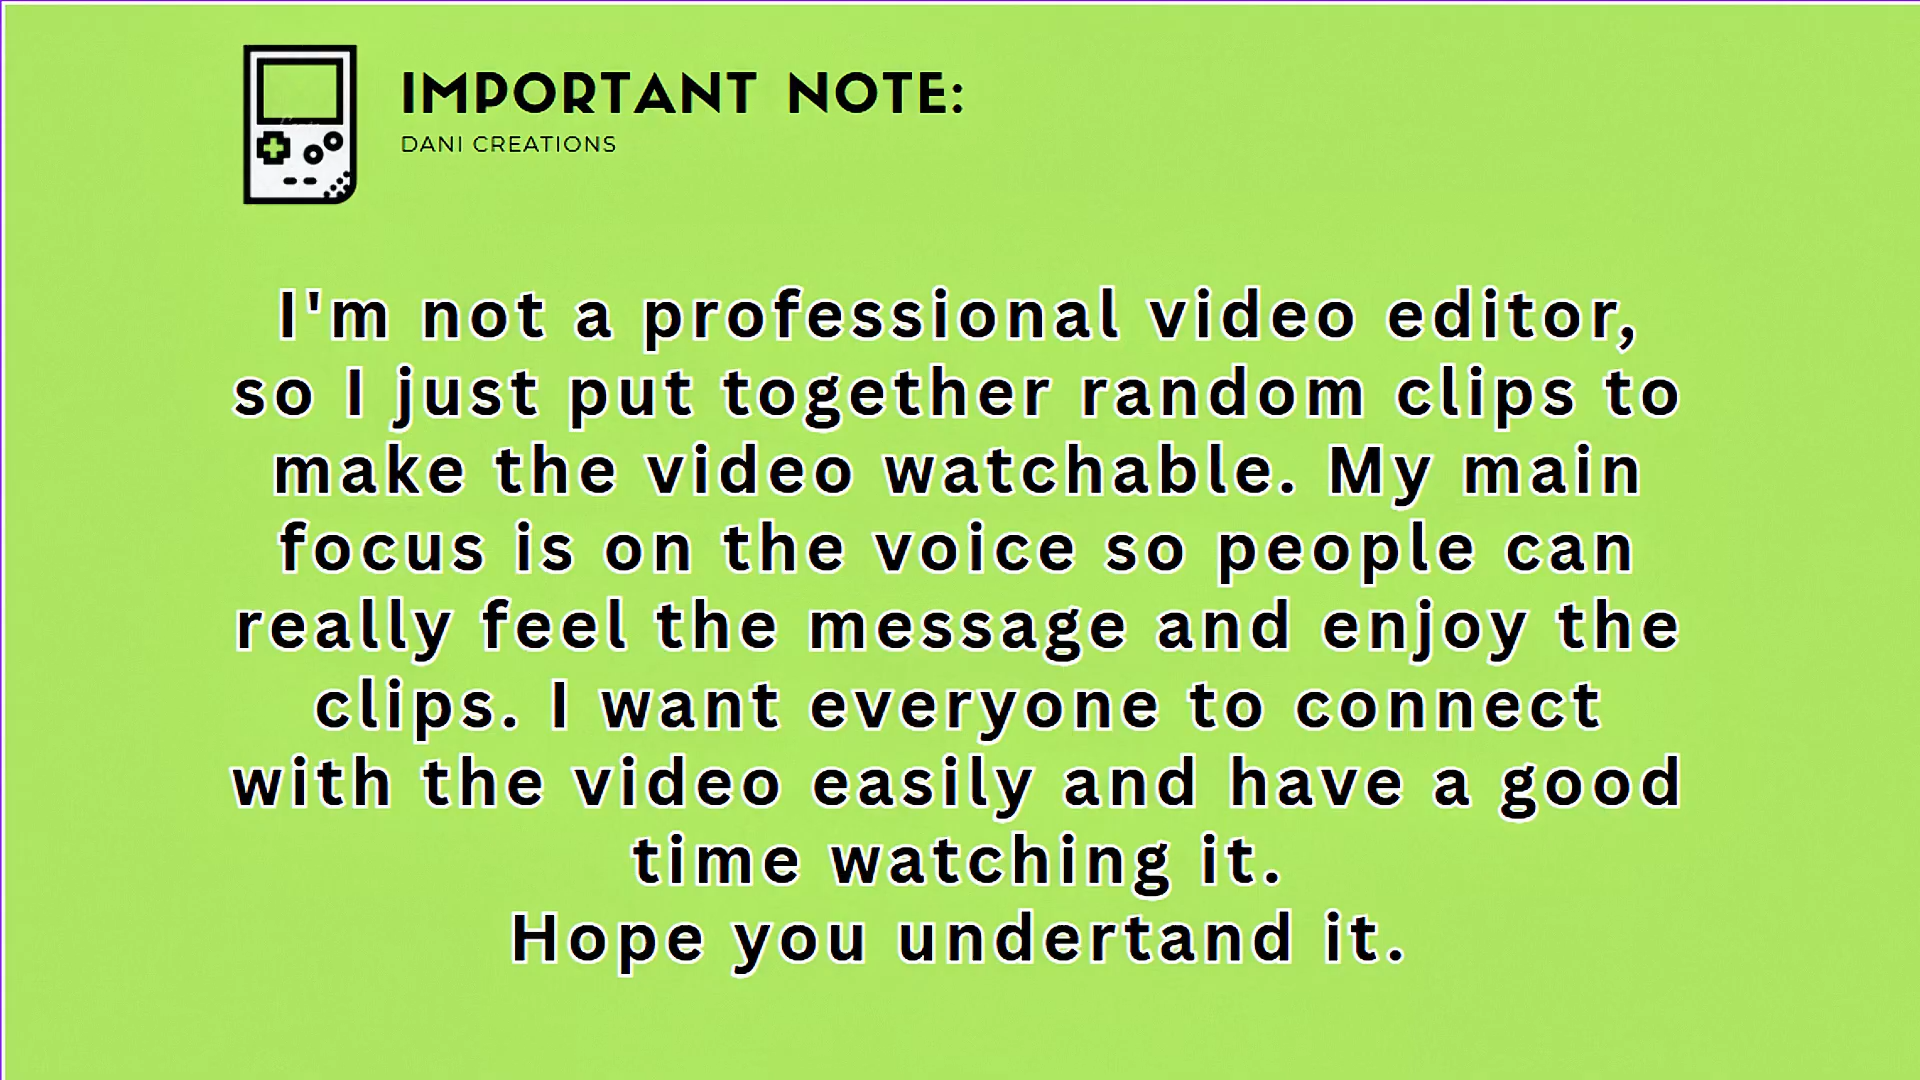 IMPORTANT NOTE:
DANI CREATIONS
I'm not a professional video editor,
so I just put together random clips to
make the video watchable. My main
focus is on the voice so people can
really feel the message and enjoy the
clips. I want everyone to connect
with the video easily and have a good
time watching it.
Hope you undertand it.